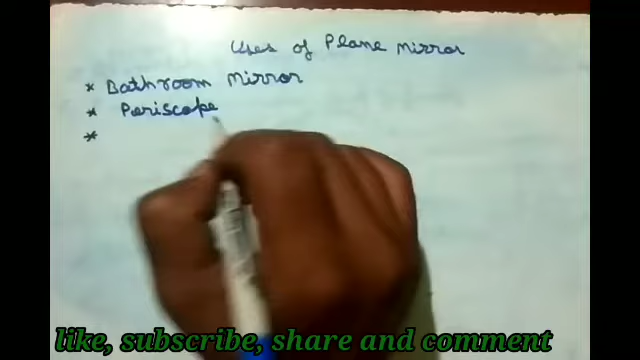 Uses of Plane Mirror
* Bathroom Mirror
* Periscope
*
like, subscribe, share and comment